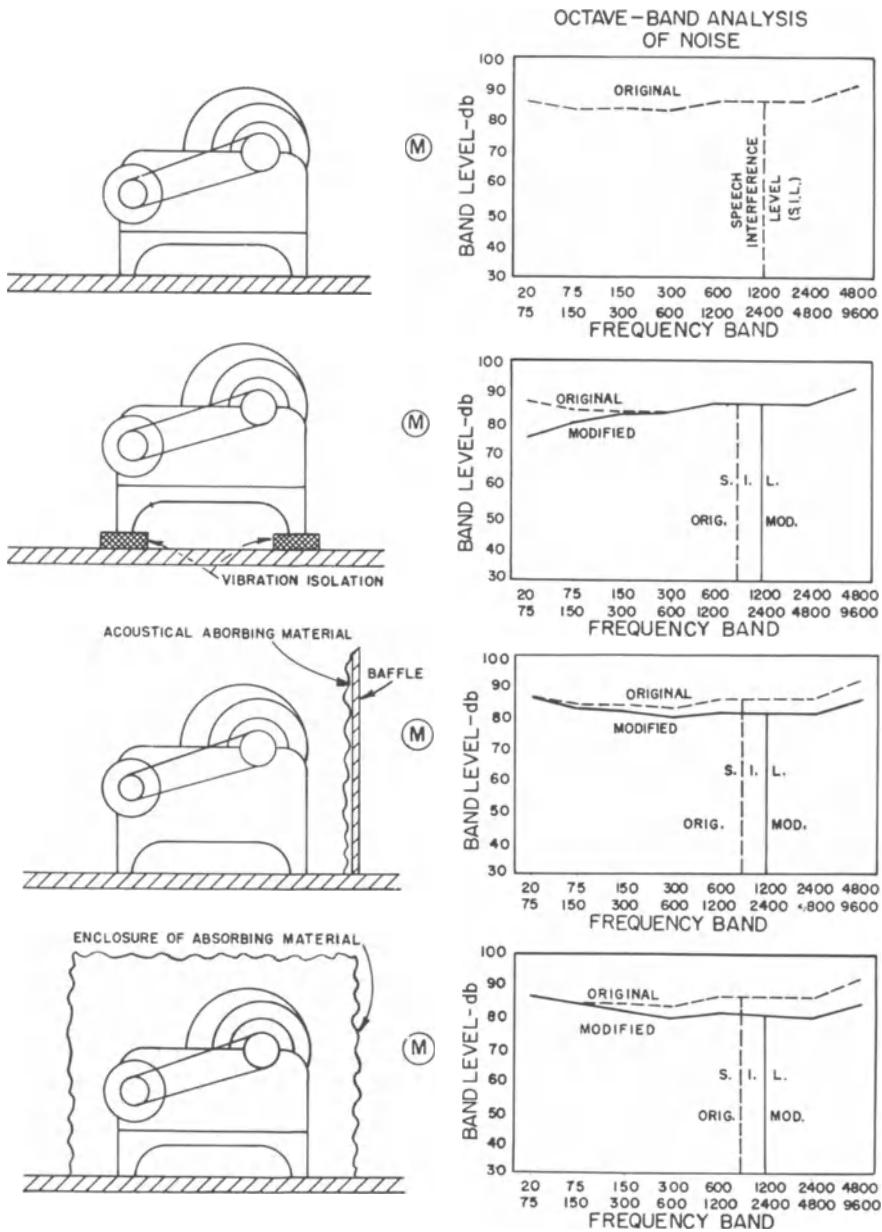 OCTAVE-BAND ANALYSIS
OF NOISE
M
BAND LEVEL-db
100
90
80
70
60
50
40
30
ORIGINAL
SPEECH
INTERFERENCE
LEVEL
(S.I.L.)
20 75 150 300 600 1200 2400 4800
75 150 300 600 1200 2400 4800 9600
FREQUENCY BAND
VIBRATION ISOLATION
M
BAND LEVEL-db
100
90
80
70
60
50
40
30
ORIGINAL
MODIFIED
S. I. L.
ORIG. MOD.
20 75 150 300 600 1200 2400 4800
75 150 300 600 1200 2400 4800 9600
FREQUENCY BAND
ACOUSTICAL ABORBING MATERIAL
BAFFLE
M
BAND LEVEL-db
100
90
80
70
60
50
40
30
ORIGINAL
MODIFIED
S. I. L.
ORIG. MOD.
20 75 150 300 600 1200 2400 4800
75 150 300 600 1200 2400 4800 9600
FREQUENCY BAND
ENCLOSURE OF ABSORBING MATERIAL
M
BAND LEVEL-db
100
90
80
70
60
50
40
30
ORIGINAL
MODIFIED
S. I. L.
ORIG. MOD.
20 75 150 300 600 1200 2400 4800
75 150 300 600 1200 2400 4800 9600
FREQUENCY BAND